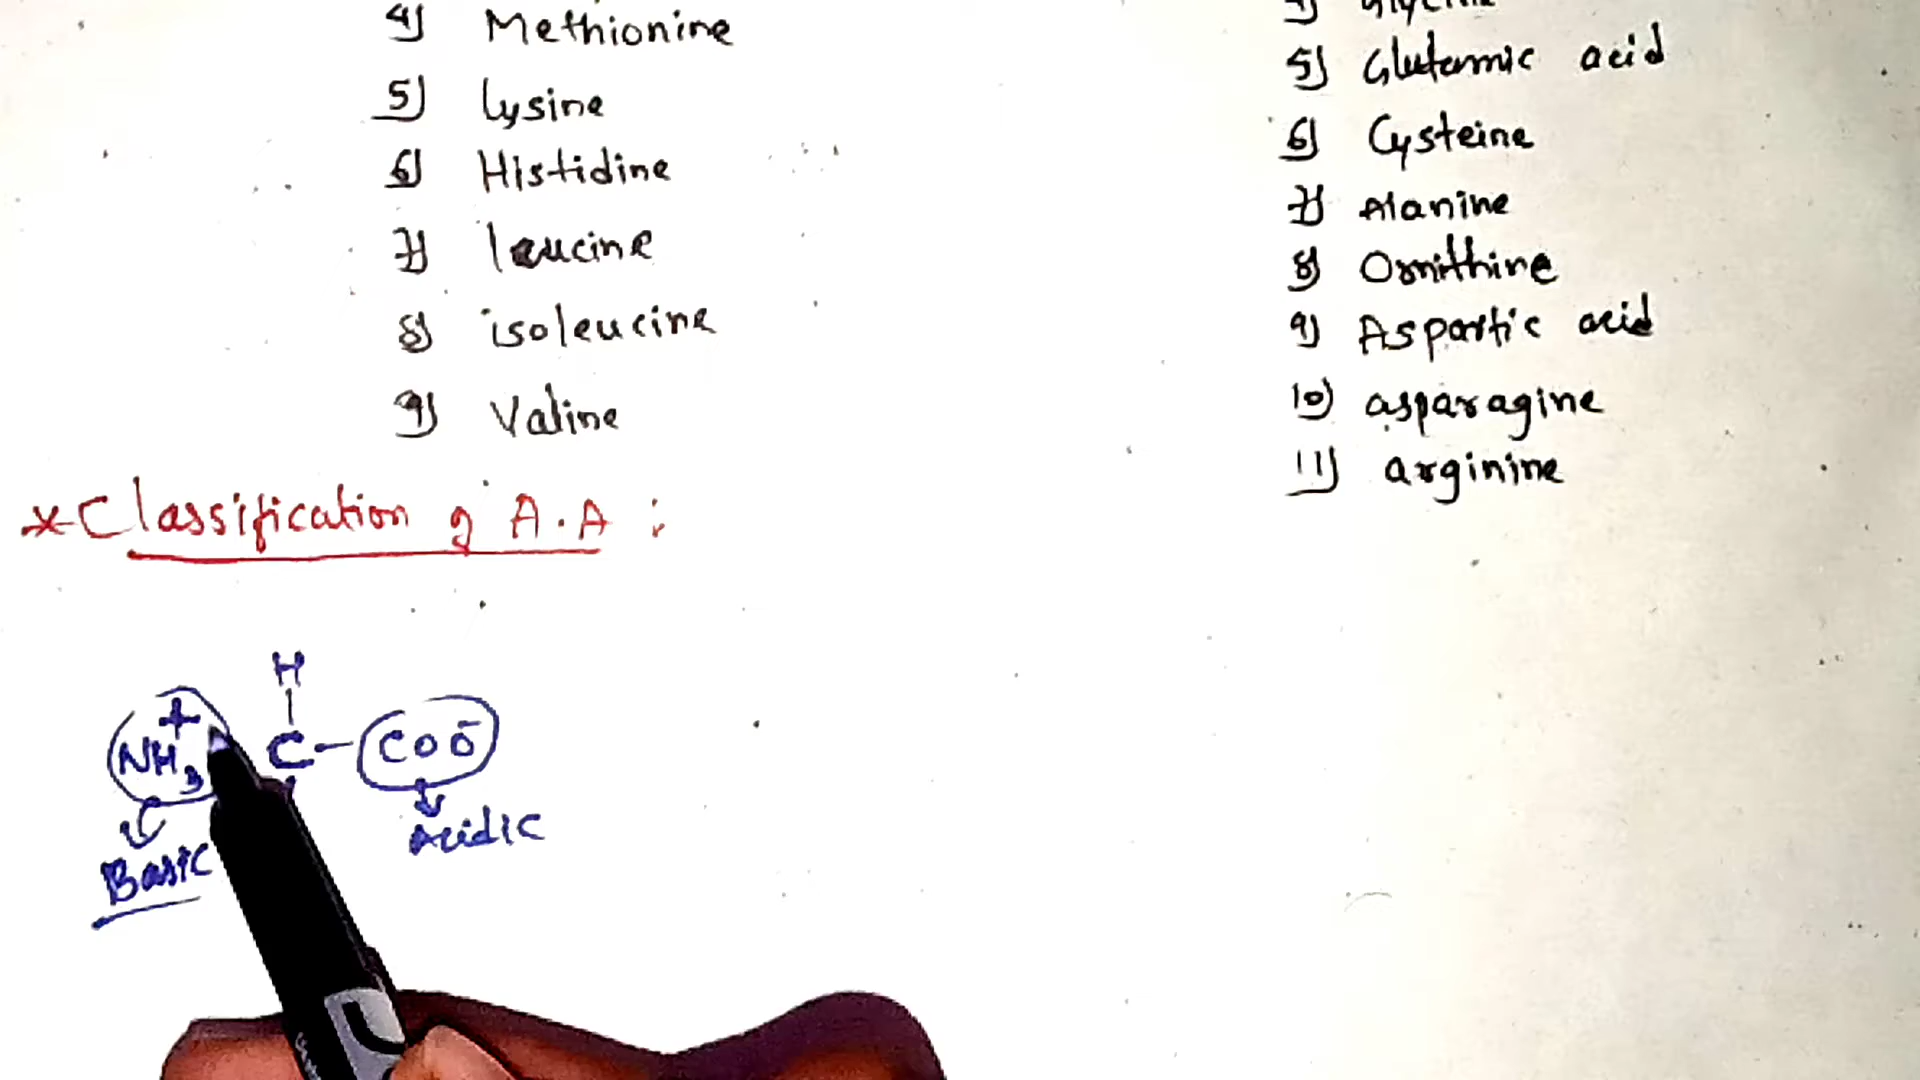 4) Methionine
5) Lysine
6) Histidine
7) leucine
8) isoleucine
9) Valine
5) Glutamic acid
6) Cysteine
7) Alanine
8) Ornithine
9) Aspartic acid
10) asparagine
11) arginine
*Classification of A.A :
H
NH3+ C - COO-
Acidic
Basic